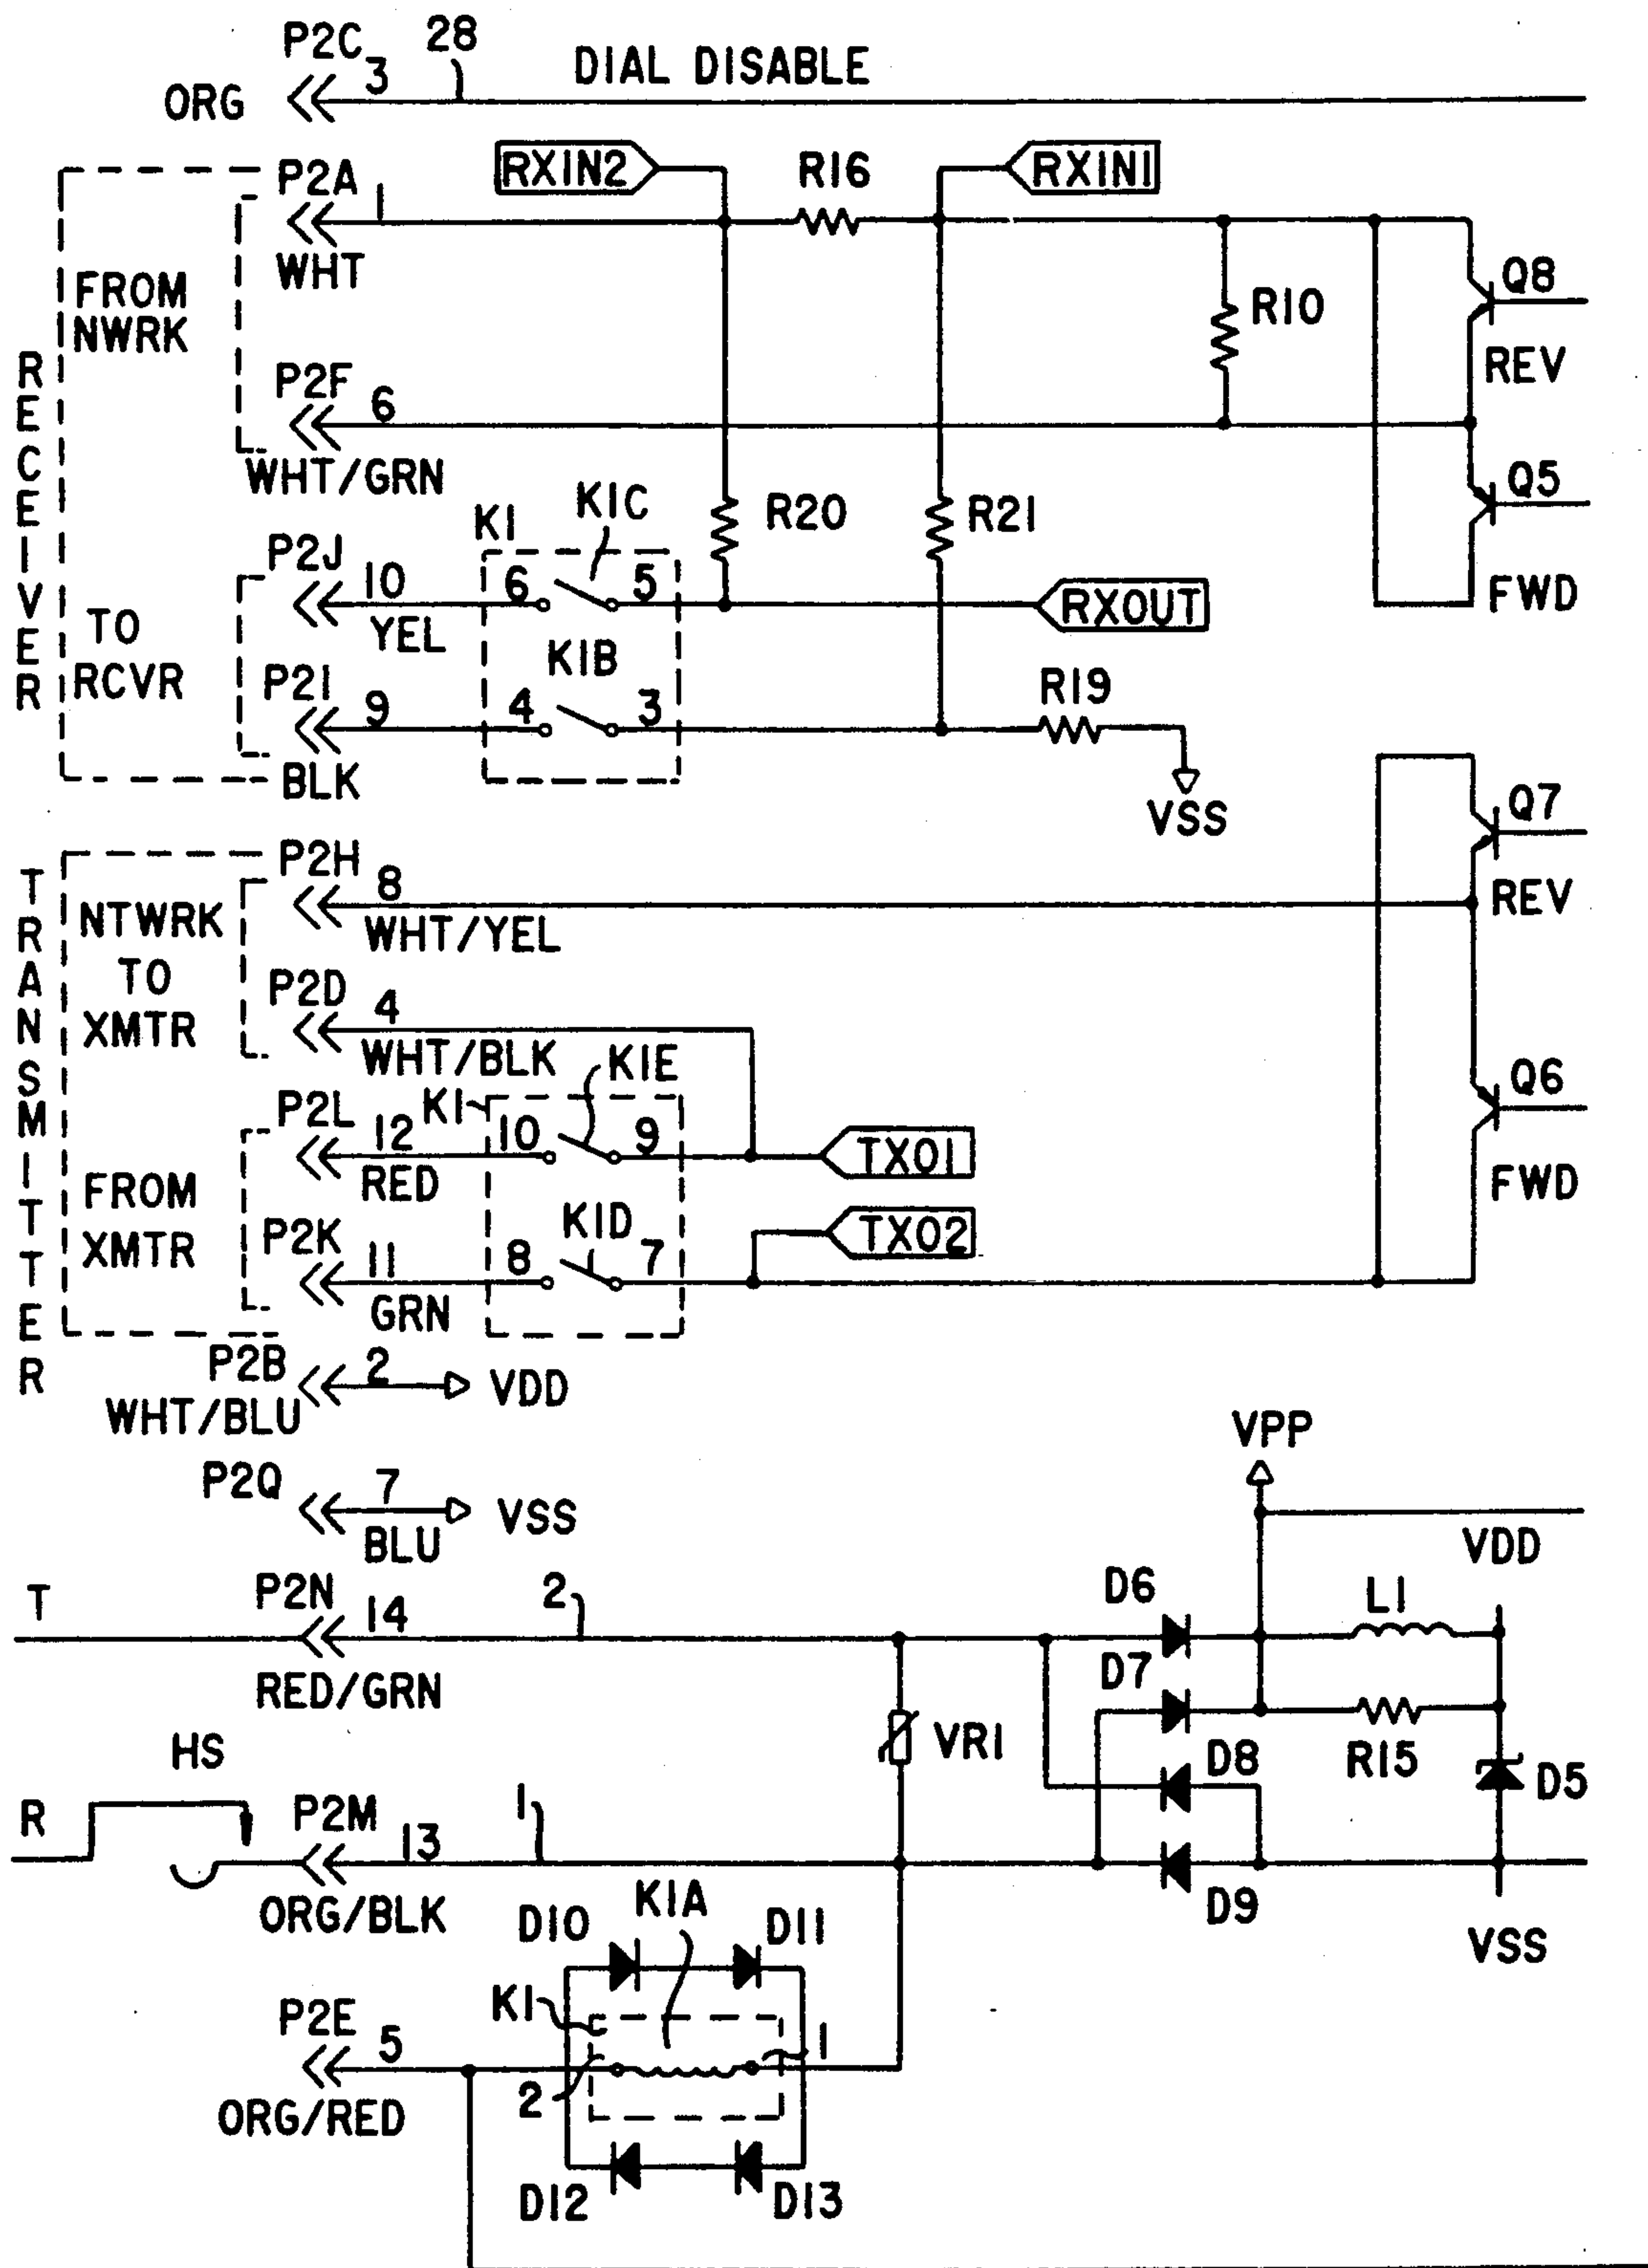 P2C
3
28
DIAL DISABLE
ORG
RECEIVER
P2A
1
WHT
RXIN2
R16
RXIN1
FROM
NWRK
R10
Q8
REV
P2F
6
WHT/GRN
Q5
FWD
K1
K1C
R20
R21
P2J
10
YEL
6
5
RXOUT
TO
RCVR
K1B
P2I
9
BLK
4
3
R19
VSS
TRANSMITTER
P2H
8
WHT/YEL
Q7
REV
NTWRK
TO
XMTR
P2D
4
WHT/BLK
K1E
K1
Q6
FWD
P2L
12
RED
10
9
TXO1
FROM
XMTR
K1D
TXO2
P2K
11
GRN
8
7
P2B
2
VDD
WHT/BLU
P2Q
7
VSS
BLU
VPP
VDD
T
P2N
14
RED/GRN
2
D6
L1
D7
R15
VR1
D8
D5
HS
R
P2M
13
ORG/BLK
1
D9
VSS
D10
K1A
D11
K1
P2E
5
ORG/RED
2
1
D12
D13